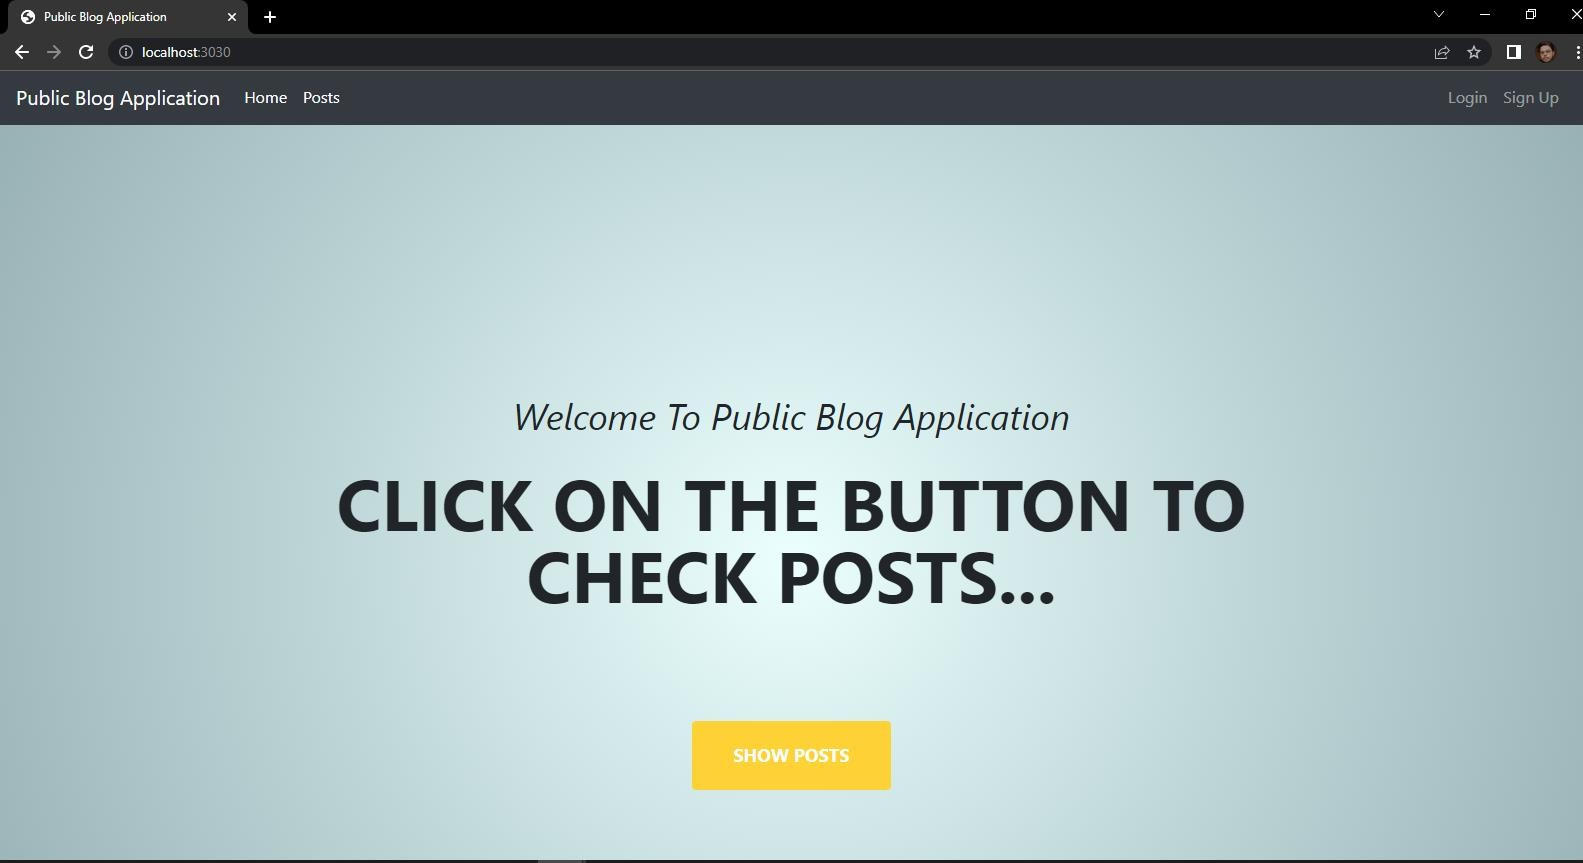 Public Blog Application
localhost:3030
Public Blog Application Home Posts Login Sign Up
Welcome To Public Blog Application
CLICK ON THE BUTTON TO
CHECK POSTS...
SHOW POSTS